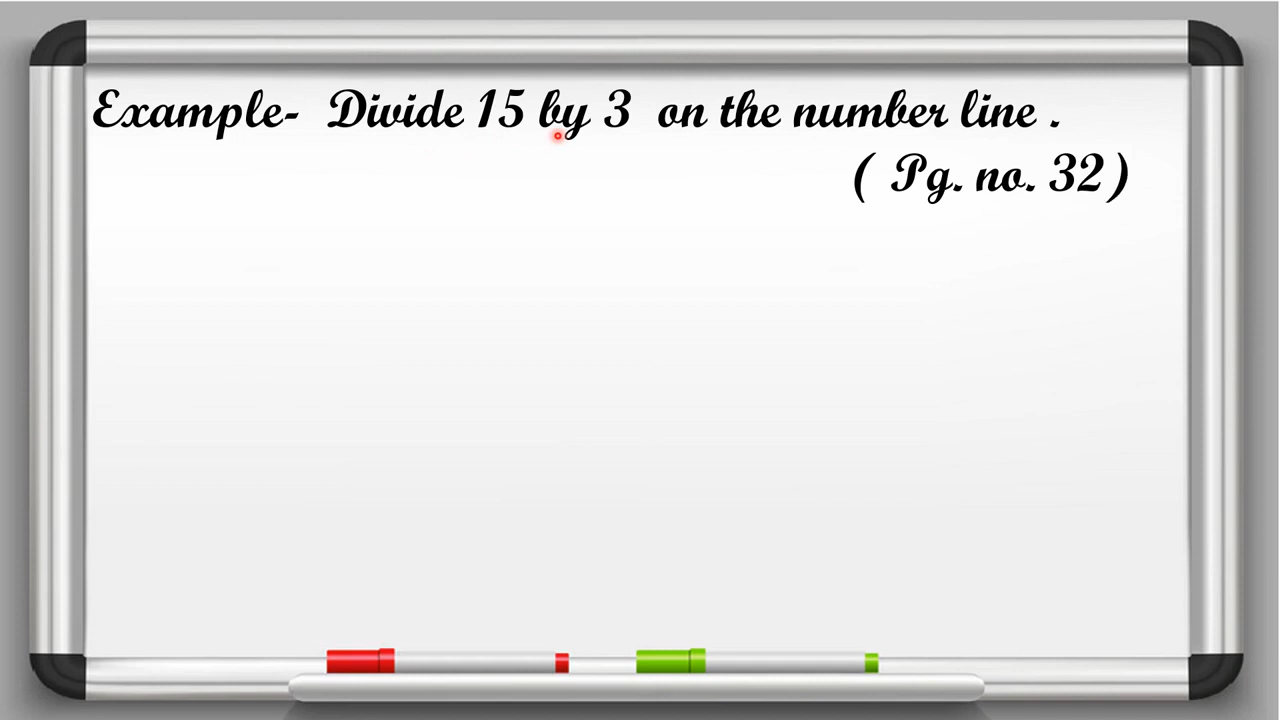 Example- Divide 15 by 3 on the number line .
( Pg. no. 32)